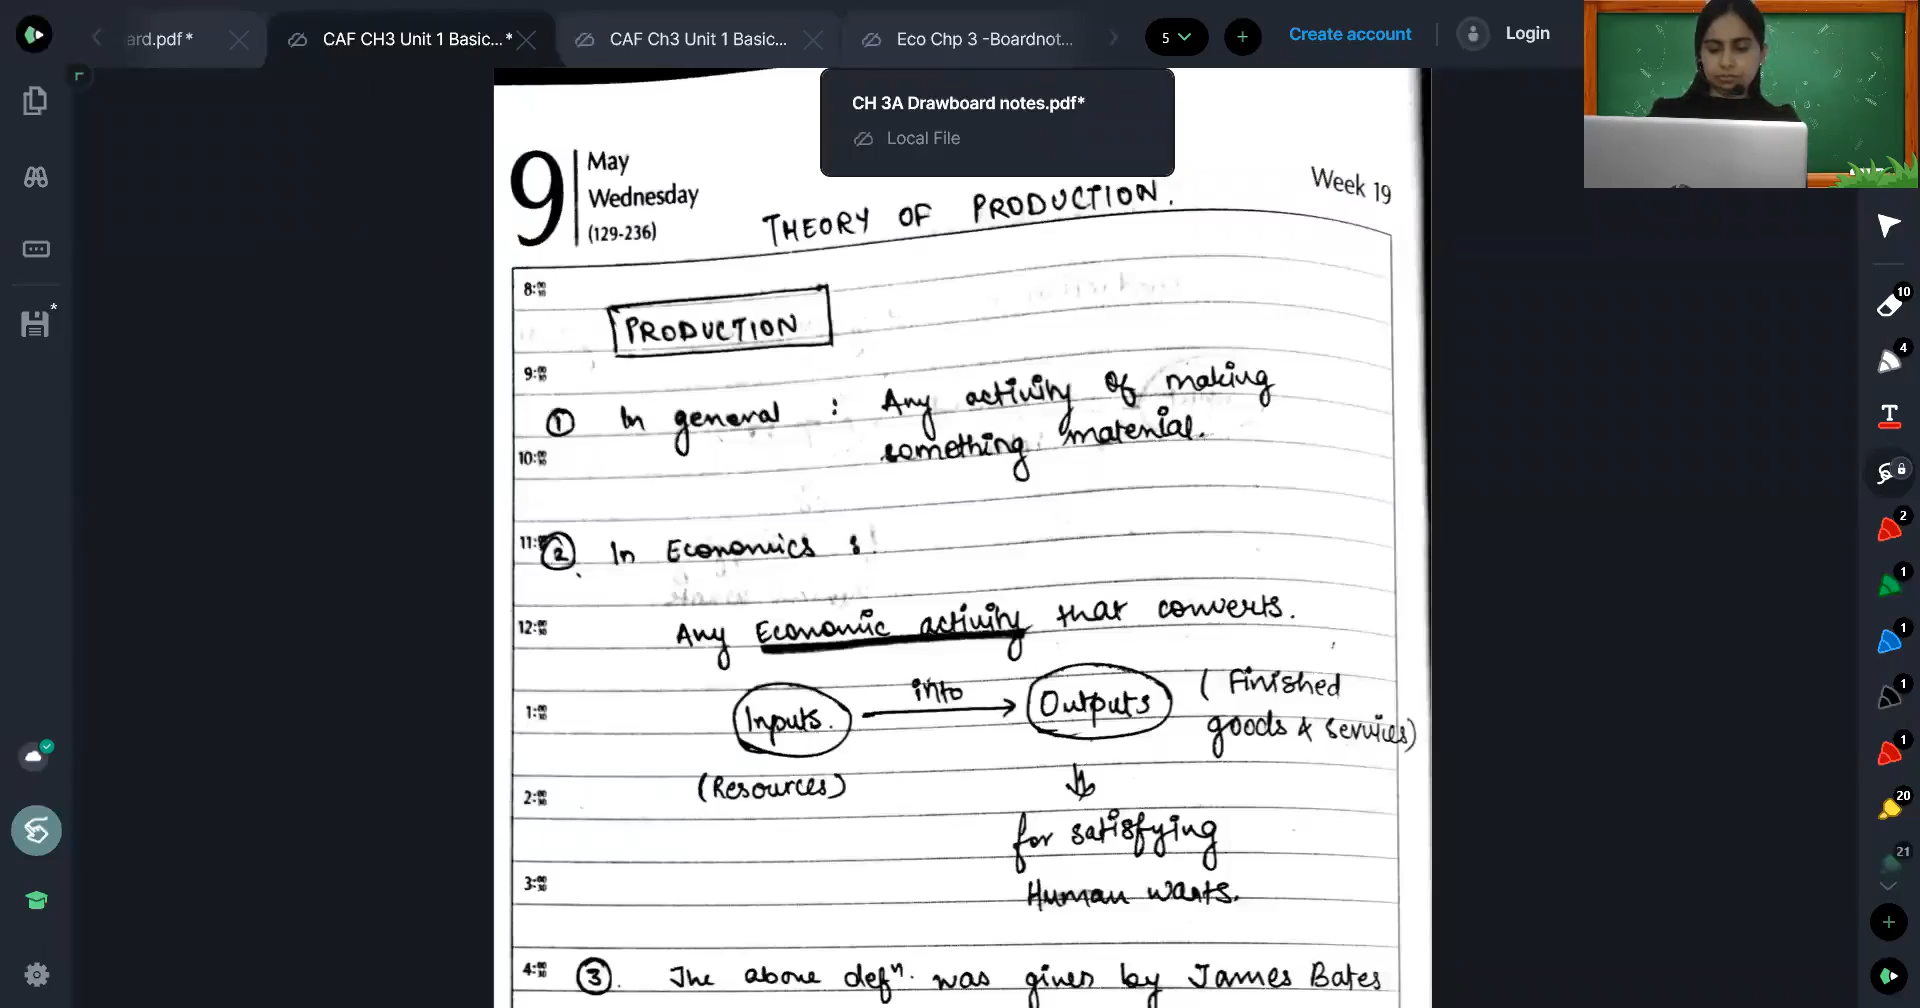 ard.pdf *
CAF CH3 Unit 1 Basic...*
CAF Ch3 Unit 1 Basic...
Eco Chp 3 -Boardnot...
5
Create account
Login
CH 3A Drawboard notes.pdf*
Local File
9
May
Wednesday
(129-236)
Week 19
THEORY OF PRODUCTION.
8:00
PRODUCTION
9:00
① In general : Any activity of making
something material.
10:00
11:
② In Economics :
12:00
Any Economic activity that converts.
1:00
Inputs. into Outputs ( Finished
goods & services)
(Resources)
2:00
for satisfying
Human wants.
3:00
4:00
③. The above defⁿ. was given by James Bates
10
4
T
2
1
1
1
1
20
21